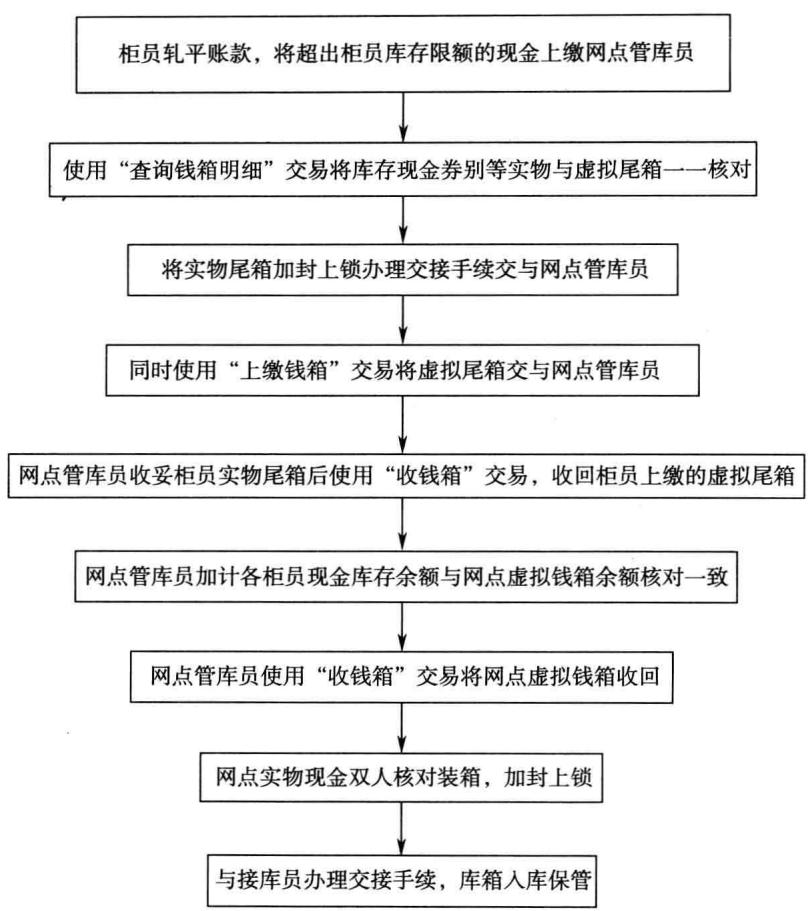 柜员轧平账款，将超出柜员库存限额的现金上缴网点管库员
使用“查询钱箱明细”交易将库存现金券别等实物与虚拟尾箱一一核对
将实物尾箱加封上锁办理交接手续交与网点管库员
同时使用“上缴钱箱”交易将虚拟尾箱交与网点管库员
网点管库员收妥柜员实物尾箱后使用“收钱箱”交易，收回柜员上缴的虚拟尾箱
网点管库员加计各柜员现金库存余额与网点虚拟钱箱余额核对一致
网点管库员使用“收钱箱”交易将网点虚拟钱箱收回
网点实物现金双人核对装箱，加封上锁
与接库员办理交接手续，库箱入库保管